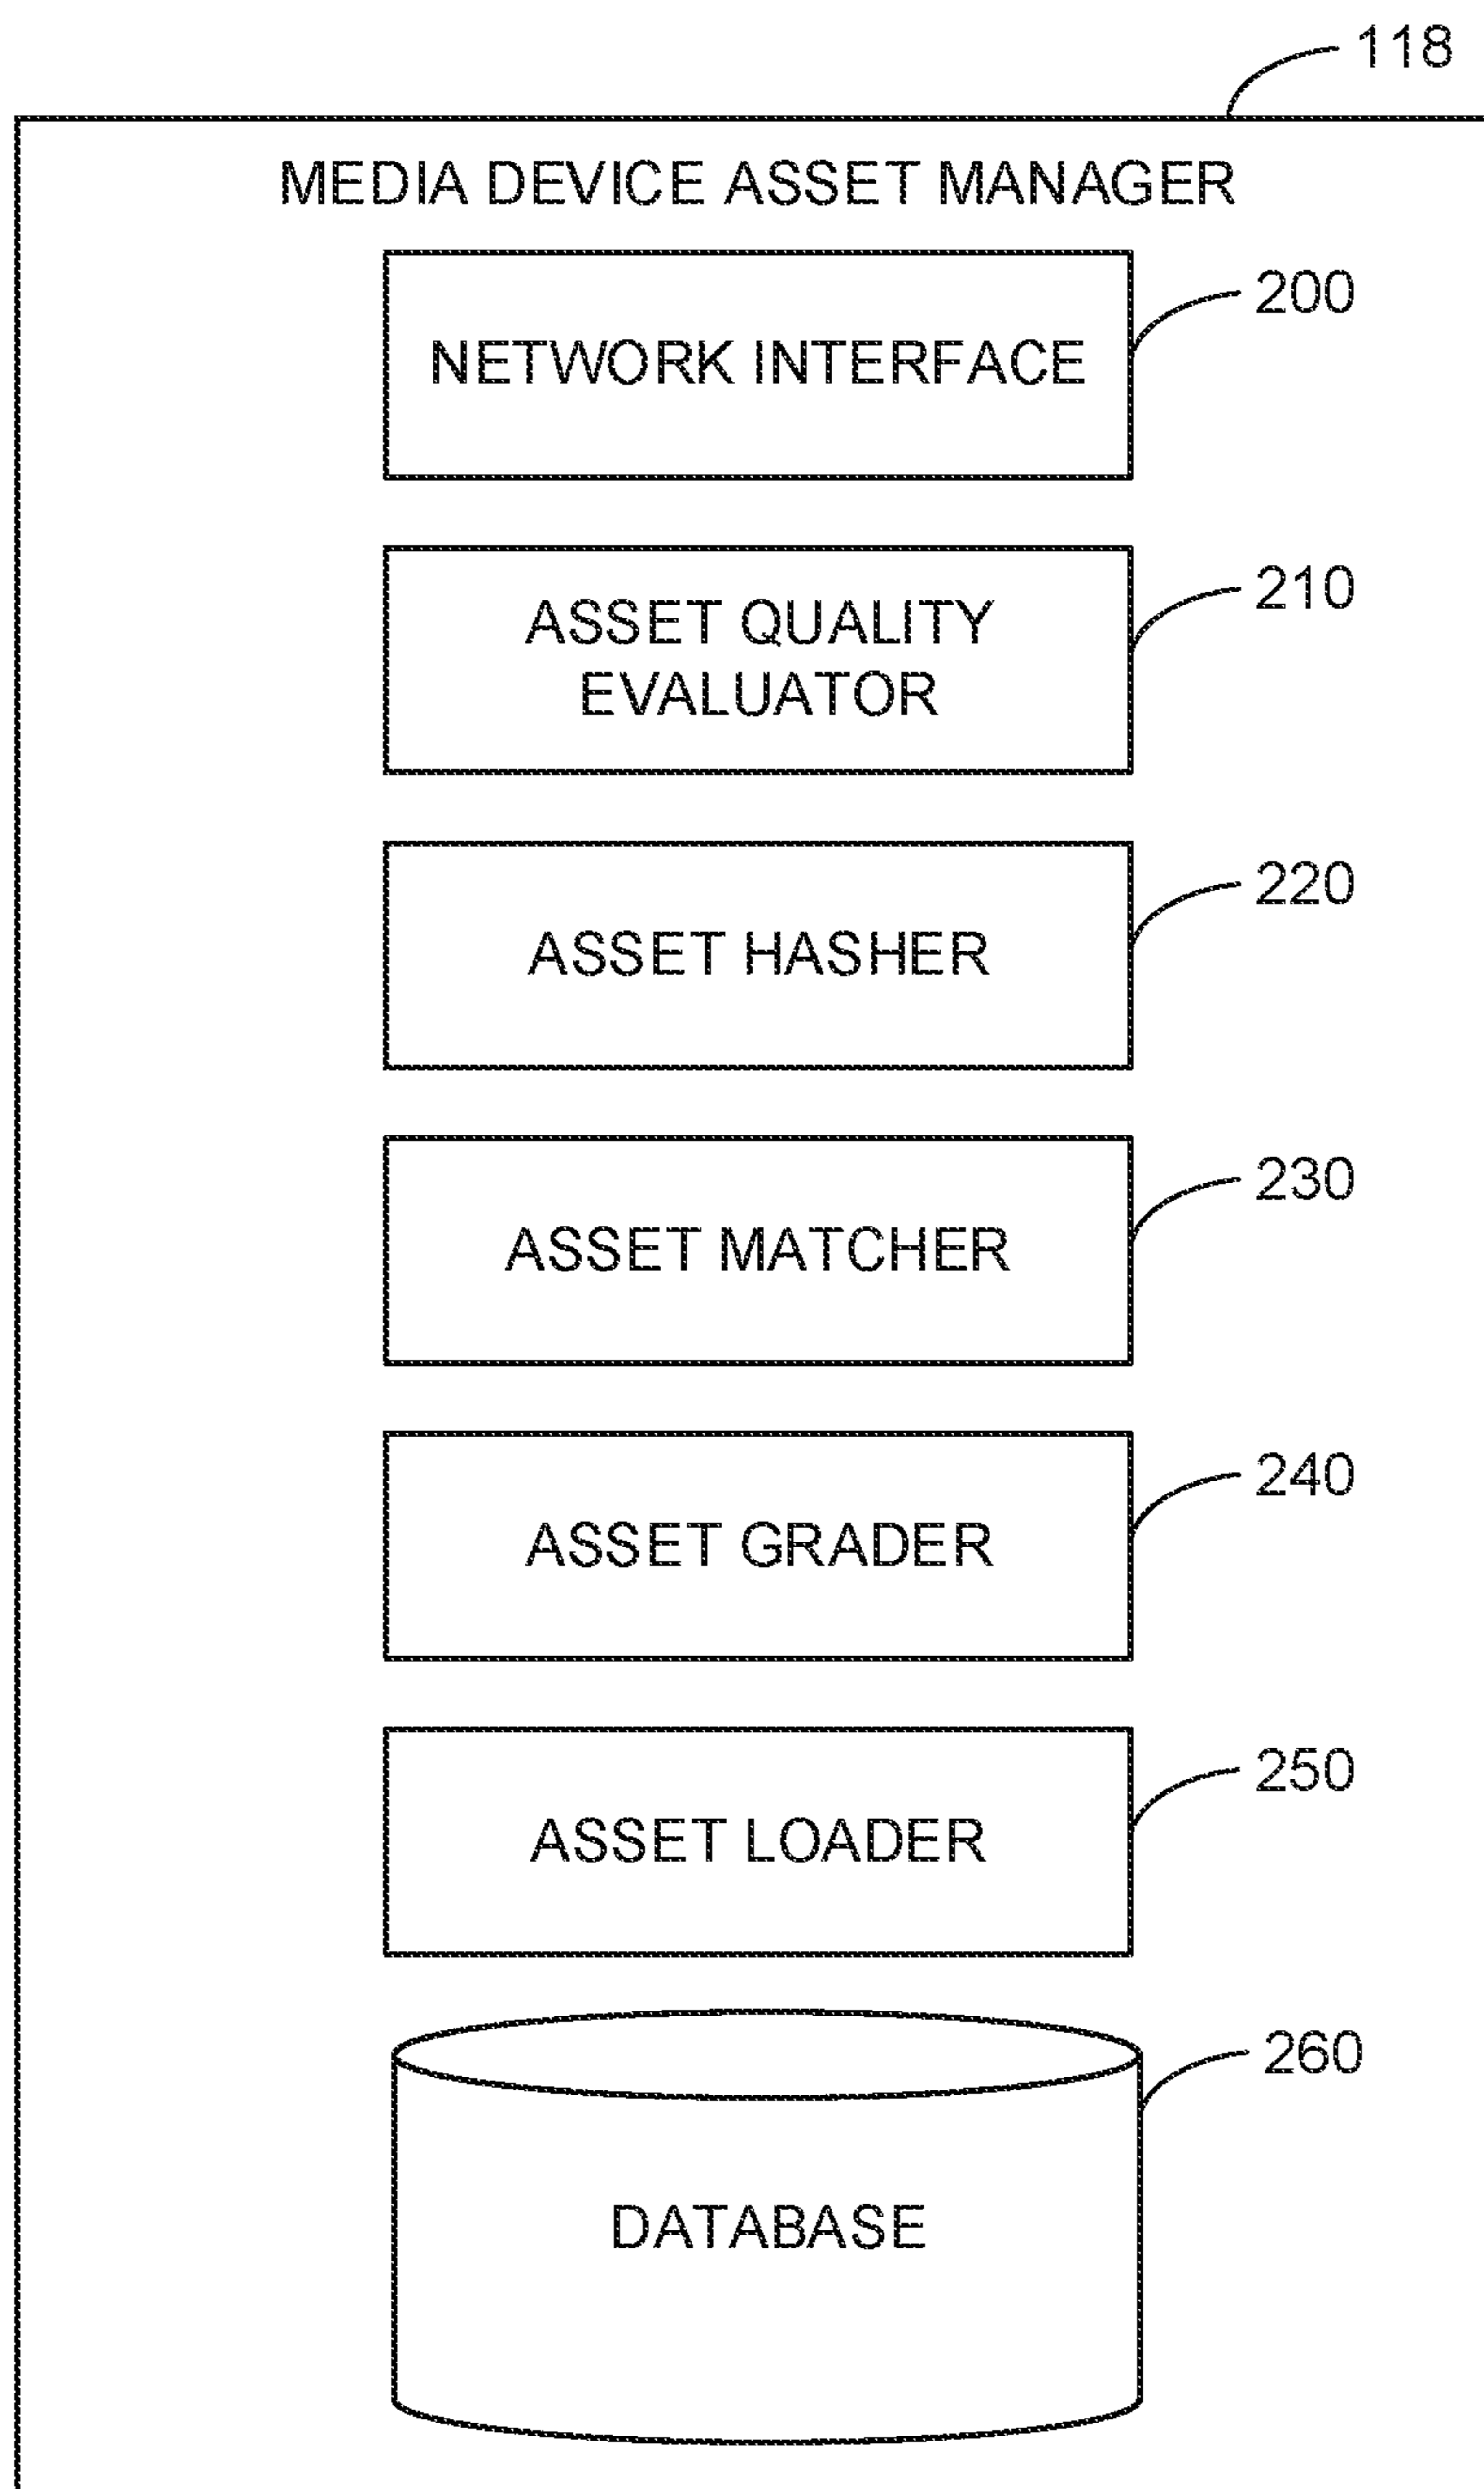 118
MEDIA DEVICE ASSET MANAGER
200
NETWORK INTERFACE
210
ASSET QUALITY
EVALUATOR
220
ASSET HASHER
230
ASSET MATCHER
240
ASSET GRADER
250
ASSET LOADER
260
DATABASE